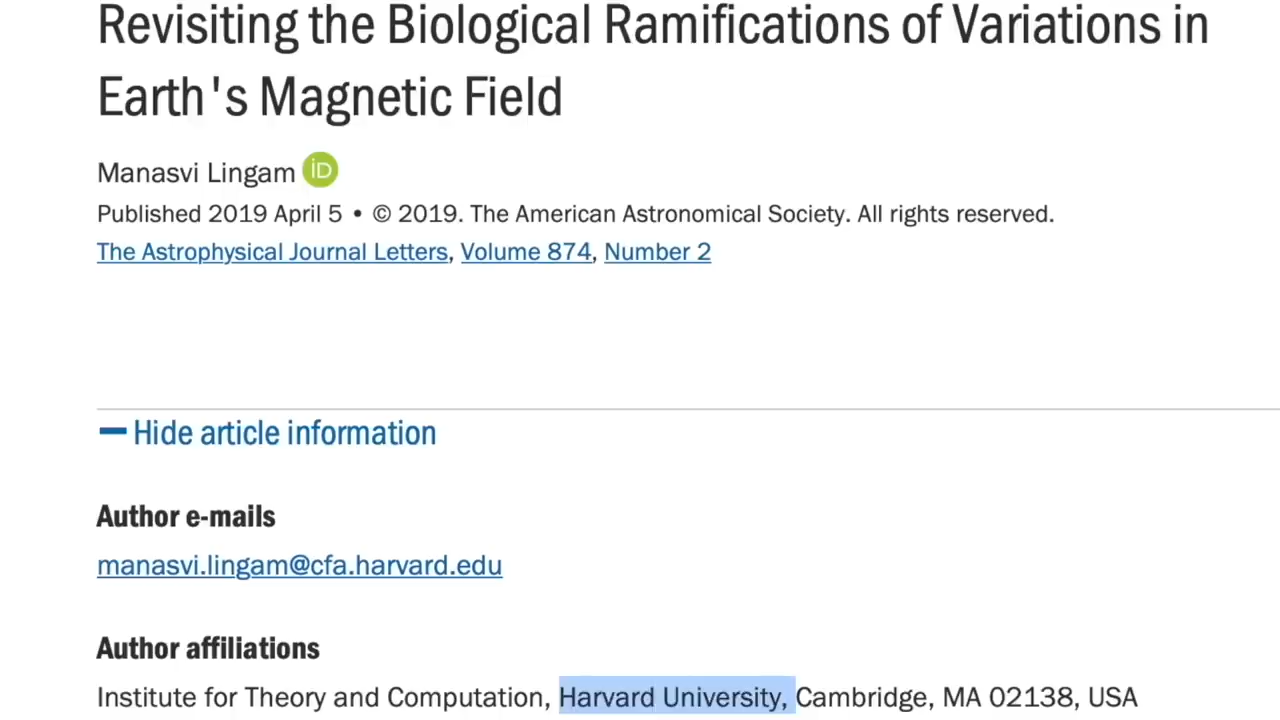 Revisiting the Biological Ramifications of Variations in
Earth's Magnetic Field
Manasvi Lingam iD
Published 2019 April 5 • © 2019. The American Astronomical Society. All rights reserved.
The Astrophysical Journal Letters, Volume 874, Number 2
Hide article information
Author e-mails
manasvi.lingam@cfa.harvard.edu
Author affiliations
Institute for Theory and Computation, Harvard University, Cambridge, MA 02138, USA